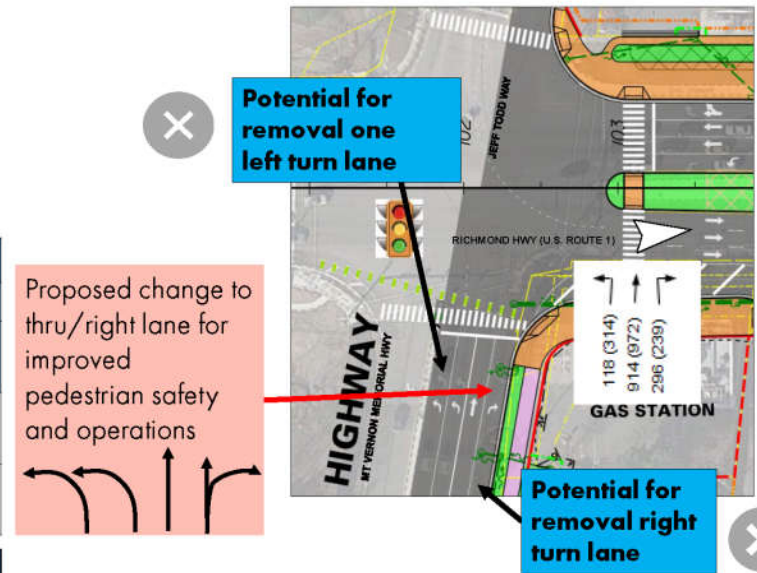 Potential for
removal one
left turn lane
102
JEFF TODD WAY
103
RICHMOND HWY (U.S. ROUTE 1)
Proposed change to
thru/right lane for
improved
pedestrian safety
and operations
HIGHWAY
MT VERNON MEMORIAL HWY
118 (314)
914 (972)
296 (239)
GAS STATION
Potential for
removal right
turn lane